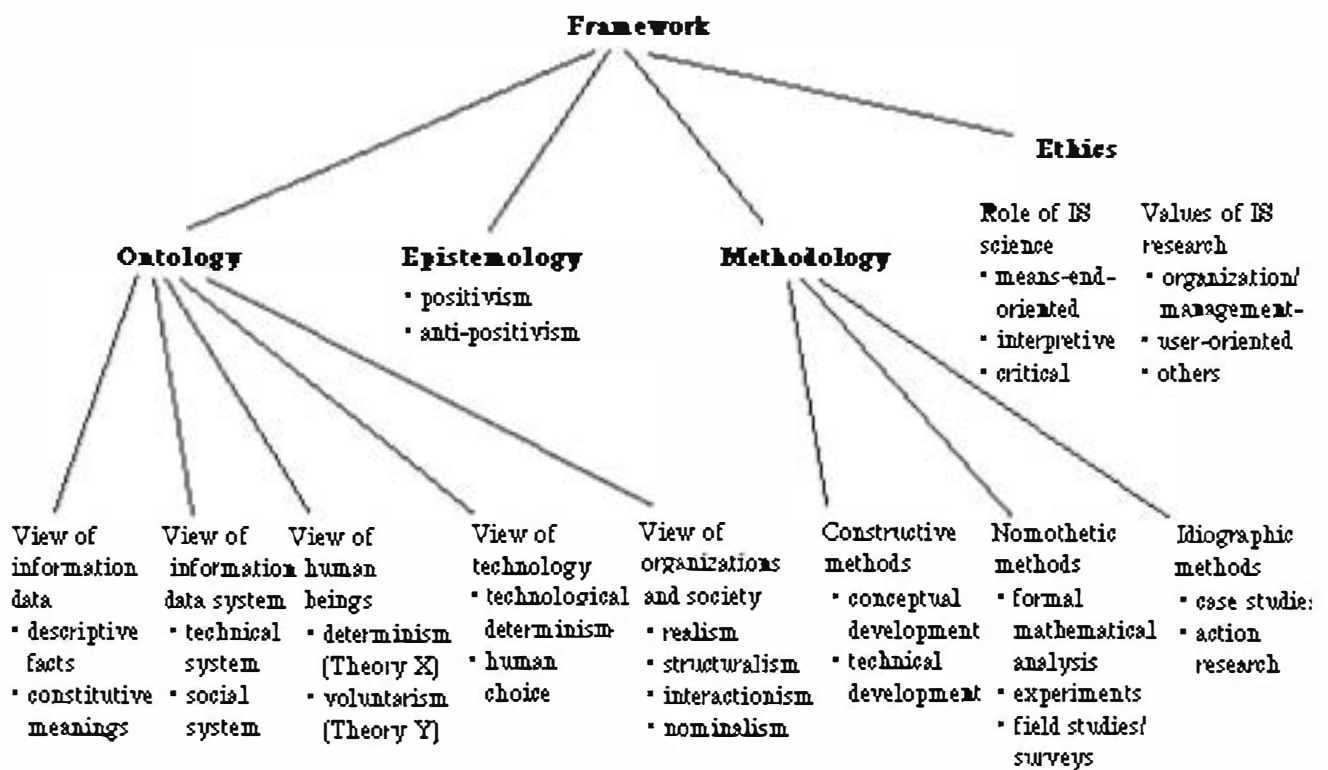 Framework
Ethics
Role of IS
science
• means-end-
oriented
• interpretive
• critical
Values of IS
research
• organization/
management-
• user-oriented
• others
Ontology
Epistemology
• positivism
• anti-positivism
Methodology
View of
information
data
• descriptive
facts
• constitutive
meanings
View of
information
data system
• technical
system
• social
system
View of
human
beings
• determinism
(Theory X)
• voluntarism
(Theory Y)
View of
technology
• technological
determinism
• human
choice
View of
organizations
and society
• realism
• structuralism
• interactionism
• nominalism
Constructive
methods
• conceptual
development
• technical
development
Nomothetic
methods
• formal
mathematical
analysis
• experiments
• field studies/
surveys
Idiographic
methods
• case studies
• action
research